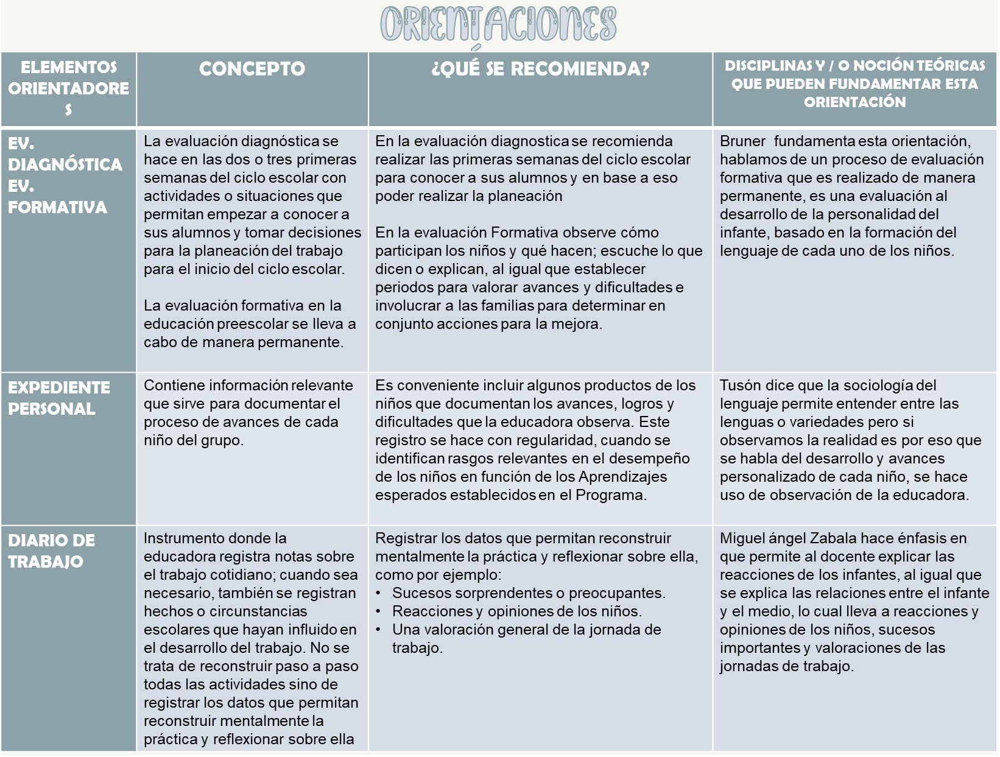 ORIENTACIONES
ELEMENTOS
ORIENTADORE
S
CONCEPTO
¿QUÉ SE RECOMIENDA?
DISCIPLINAS Y / O NOCIÓN TEÓRICAS
QUE PUEDEN FUNDAMENTAR ESTA
ORIENTACIÓN
EV.
DIAGNÓSTICA
EV.
FORMATIVA
La evaluación diagnóstica se
hace en las dos o tres primeras
semanas del ciclo escolar con
actividades o situaciones que
permitan empezar a conocer a
sus alumnos y tomar decisiones
para la planeación del trabajo
para el inicio del ciclo escolar.
La evaluación formativa en la
educación preescolar se lleva a
cabo de manera permanente.
En la evaluación diagnostica se recomienda
realizar las primeras semanas del ciclo escolar
para conocer a sus alumnos y en base a eso
poder realizar la planeación
En la evaluación Formativa observe cómo
participan los niños y qué hacen; escuche lo que
dicen o explican, al igual que establecer
periodos para valorar avances y dificultades e
involucrar a las familias para determinar en
conjunto acciones para la mejora.
Bruner  fundamenta esta orientación,
hablamos de un proceso de evaluación
formativa que es realizado de manera
permanente, es una evaluación al
desarrollo de la personalidad del
infante, basado en la formación del
lenguaje de cada uno de los niños.
EXPEDIENTE
PERSONAL
Contiene información relevante
que sirve para documentar el
proceso de avances de cada
niño del grupo.
Es conveniente incluir algunos productos de los
niños que documentan los avances, logros y
dificultades que la educadora observa. Este
registro se hace con regularidad, cuando se
identifican rasgos relevantes en el desempeño
de los niños en función de los Aprendizajes
esperados establecidos en el Programa.
Tusón dice que la sociología del
lenguaje permite entender entre las
lenguas o variedades pero si
observamos la realidad es por eso que
se habla del desarrollo y avances
personalizado de cada niño, se hace
uso de observación de la educadora.
DIARIO DE
TRABAJO
Instrumento donde la
educadora registra notas sobre
el trabajo cotidiano; cuando sea
necesario, también se registran
hechos o circunstancias
escolares que hayan influido en
el desarrollo del trabajo. No se
trata de reconstruir paso a paso
todas las actividades sino de
registrar los datos que permitan
reconstruir mentalmente la
práctica y reflexionar sobre ella
Registrar los datos que permitan reconstruir
mentalmente la práctica y reflexionar sobre ella,
como por ejemplo:
• Sucesos sorprendentes o preocupantes.
• Reacciones y opiniones de los niños.
• Una valoración general de la jornada de
trabajo.
Miguel ángel Zabala hace énfasis en
que permite al docente explicar las
reacciones de los infantes, al igual que
se explica las relaciones entre el infante
y el medio, lo cual lleva a reacciones y
opiniones de los niños, sucesos
importantes y valoraciones de las
jornadas de trabajo.